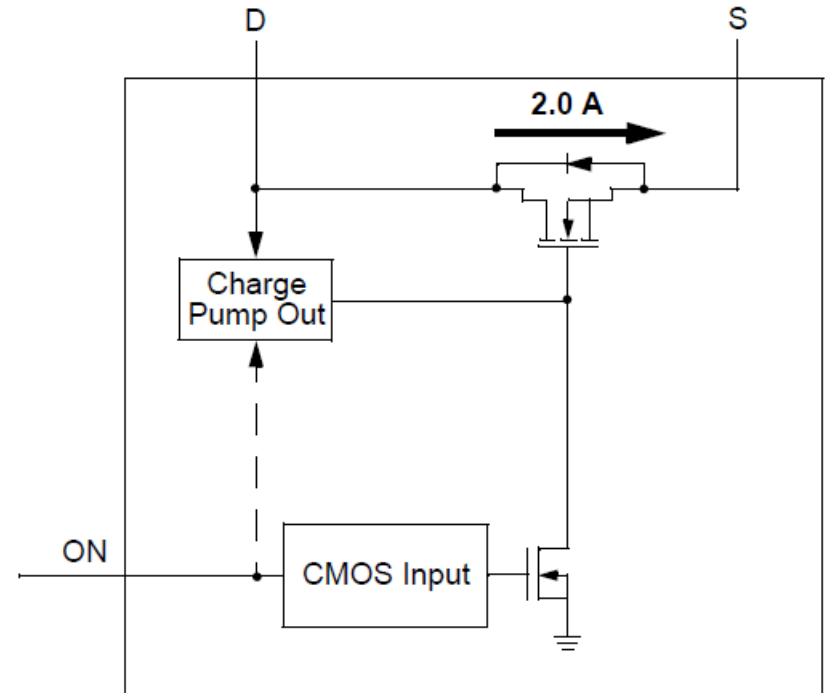 D
S
2.0 A
Charge
Pump Out
ON
CMOS Input